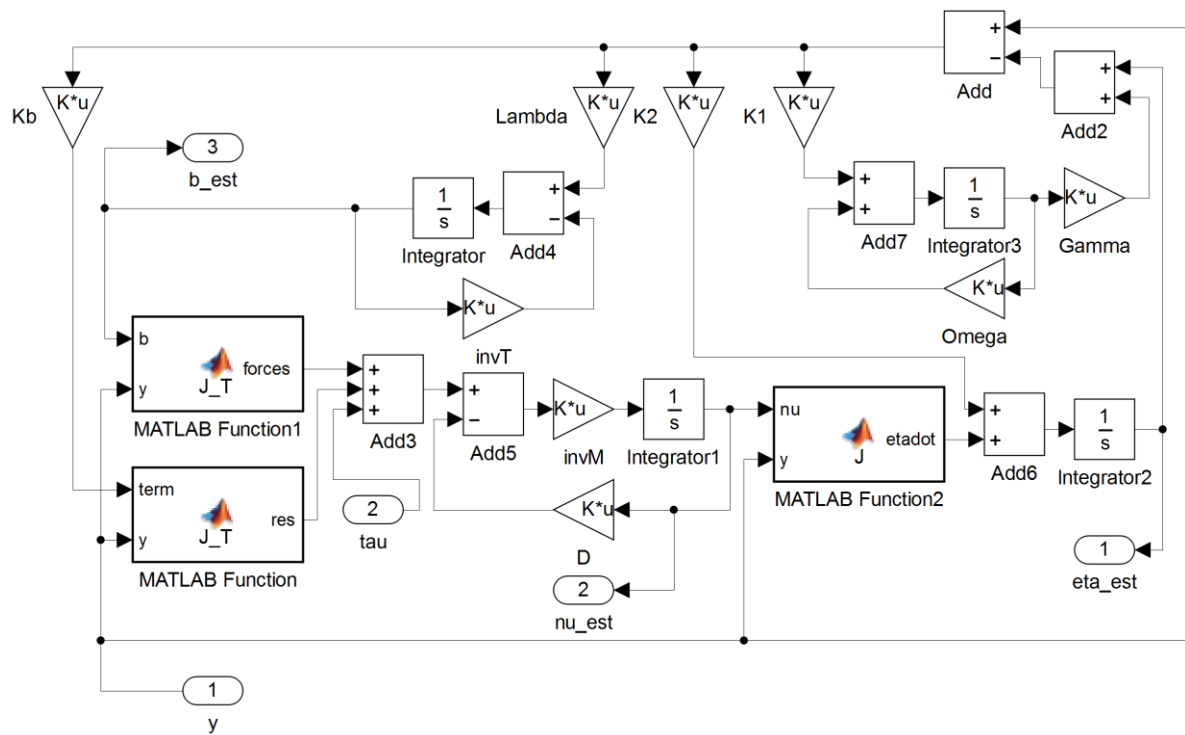 +
−
Add
+
+
Add2
K*u
Kb
K*u
Lambda
K*u
K2
K*u
K1
3
b_est
1
s
Integrator
+
−
Add4
+
+
Add7
1
s
Integrator3
K*u
Gamma
K*u
invT
K*u
Omega
b
y
J_T
forces
MATLAB Function1
+
+
+
Add3
+
−
Add5
K*u
invM
1
s
Integrator1
nu
y
J
etadot
MATLAB Function2
+
+
Add6
1
s
Integrator2
term
y
J_T
res
MATLAB Function
2
tau
K*u
D
2
nu_est
1
eta_est
1
y